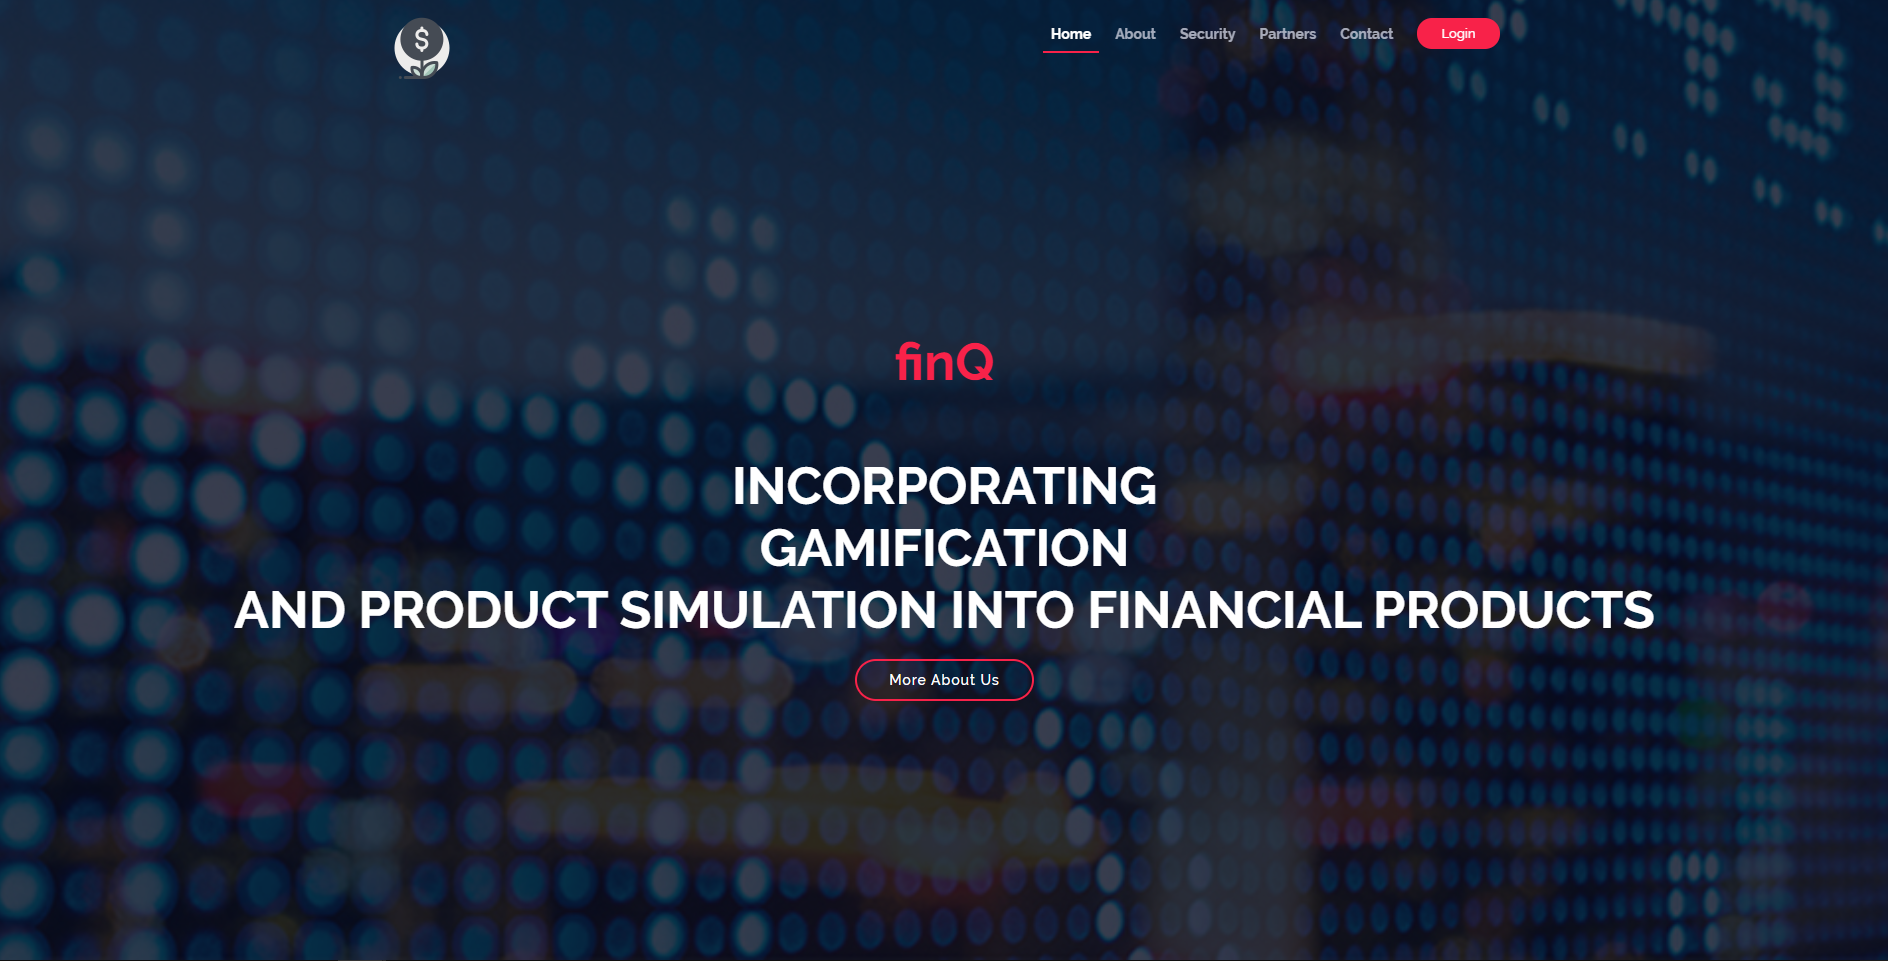 $
Home About Security Partners Contact Login
finQ
INCORPORATING
GAMIFICATION
AND PRODUCT SIMULATION INTO FINANCIAL PRODUCTS
More About Us